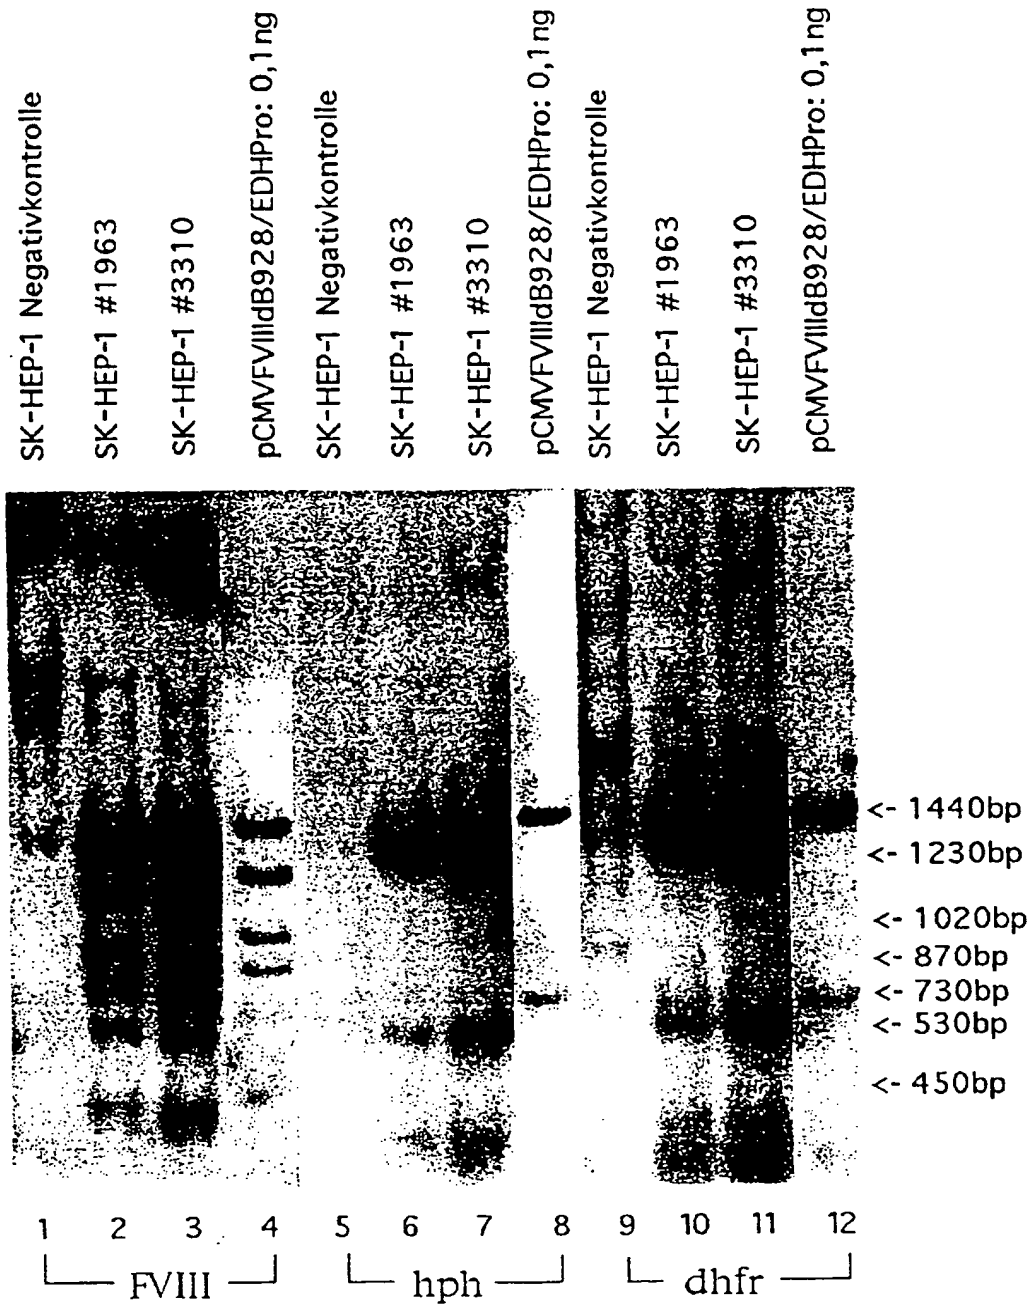 SK-HEP-1 Negativkontrolle
SK-HEP-1 #1963
SK-HEP-1 #3310
pCMVFVIIIdB928/EDHPro: 0,1ng
SK-HEP-1 Negativkontrolle
SK-HEP-1 #1963
SK-HEP-1 #3310
pCMVFVIIIdB928/EDHPro: 0,1ng
SK-HEP-1 Negativkontrolle
SK-HEP-1 #1963
SK-HEP-1 #3310
pCMVFVIIIdB928/EDHPro: 0,1ng
<- 1440bp
<- 1230bp
<- 1020bp
<- 870bp
<- 730bp
<- 530bp
<- 450bp
1 2 3 4 5 6 7 8 9 10 11 12
FVIII hph dhfr